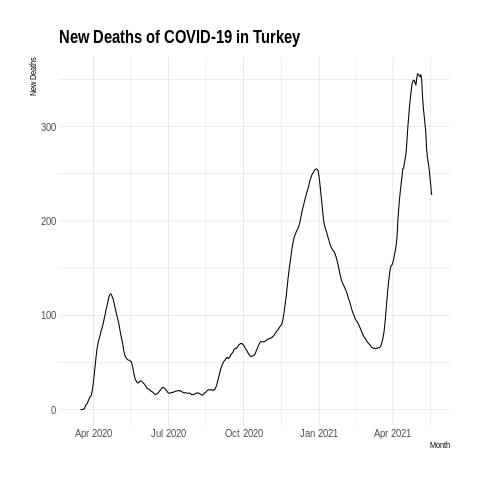 New Deaths of COVID-19 in Turkey
New Deaths
300
200
100
0
Apr 2020 Jul 2020 Oct 2020 Jan 2021 Apr 2021
Month